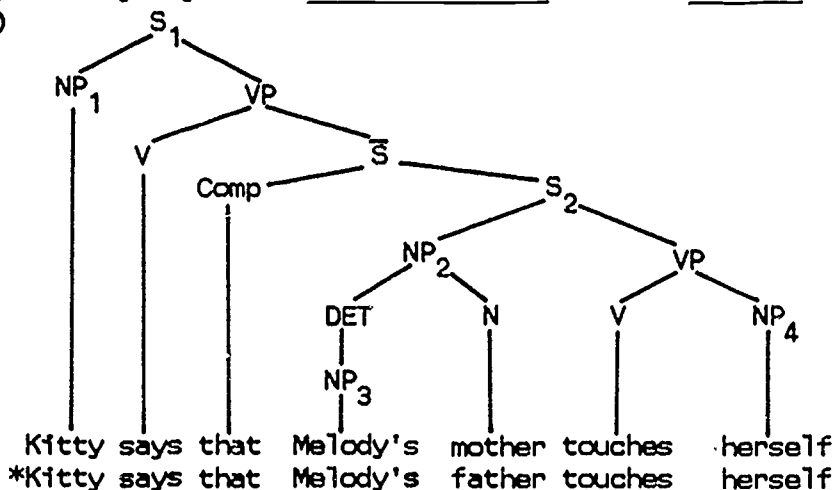 )
S1
NP1 VP
V S̅
Comp S2
NP2 VP
DET N V NP4
NP3
Kitty says that Melody's mother touches herself
*Kitty says that Melody's father touches herself